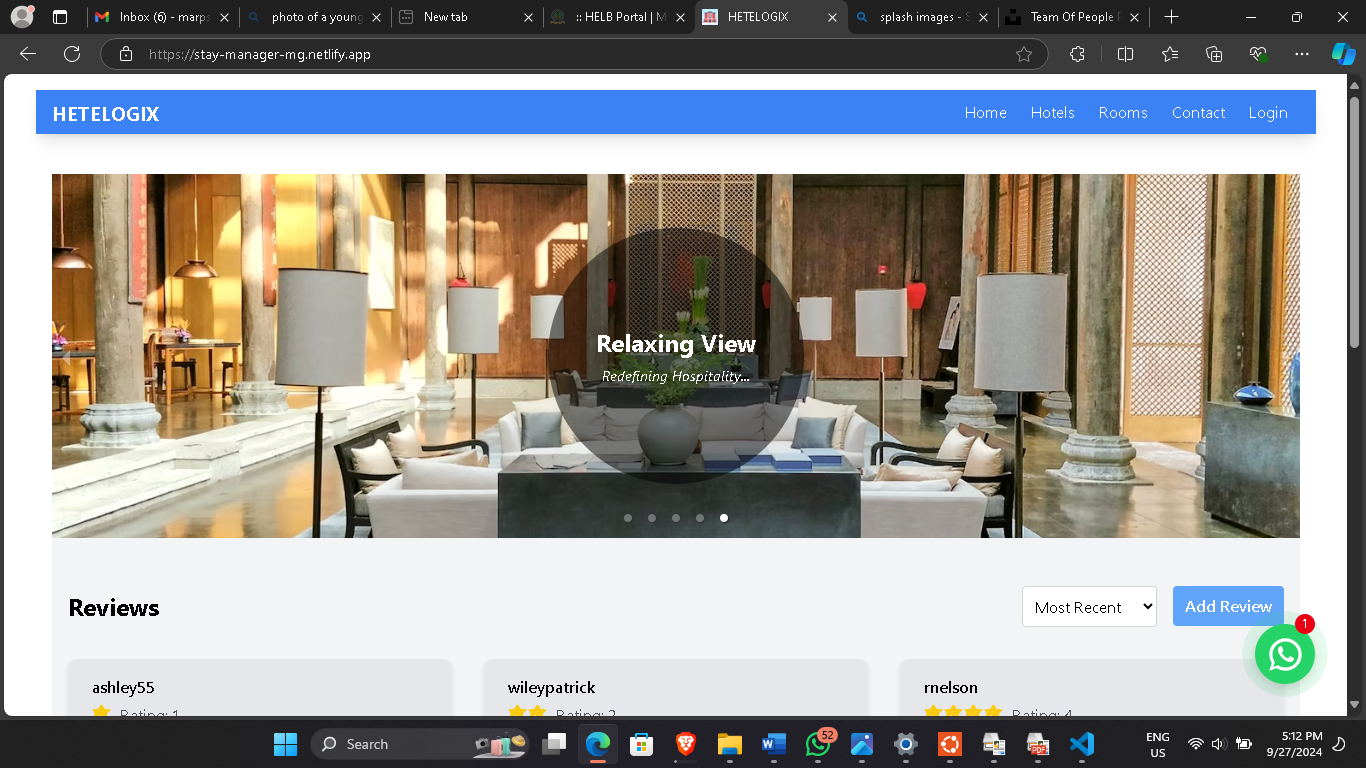 Inbox (6) - marps
photo of a young
New tab
:: HELB Portal | M
HETELOGIX
splash images - S
Team Of People P
https://stay-manager-mg.netlify.app
HETELOGIX
Home Hotels Rooms Contact Login
Relaxing View
Redefining Hospitality...
Reviews
Most Recent
Add Review
1
ashley55
Rating: 1
wileypatrick
Rating: 2
rnelson
Rating: 4
Search
52
PDF
ENG
US
5:12 PM
9/27/2024